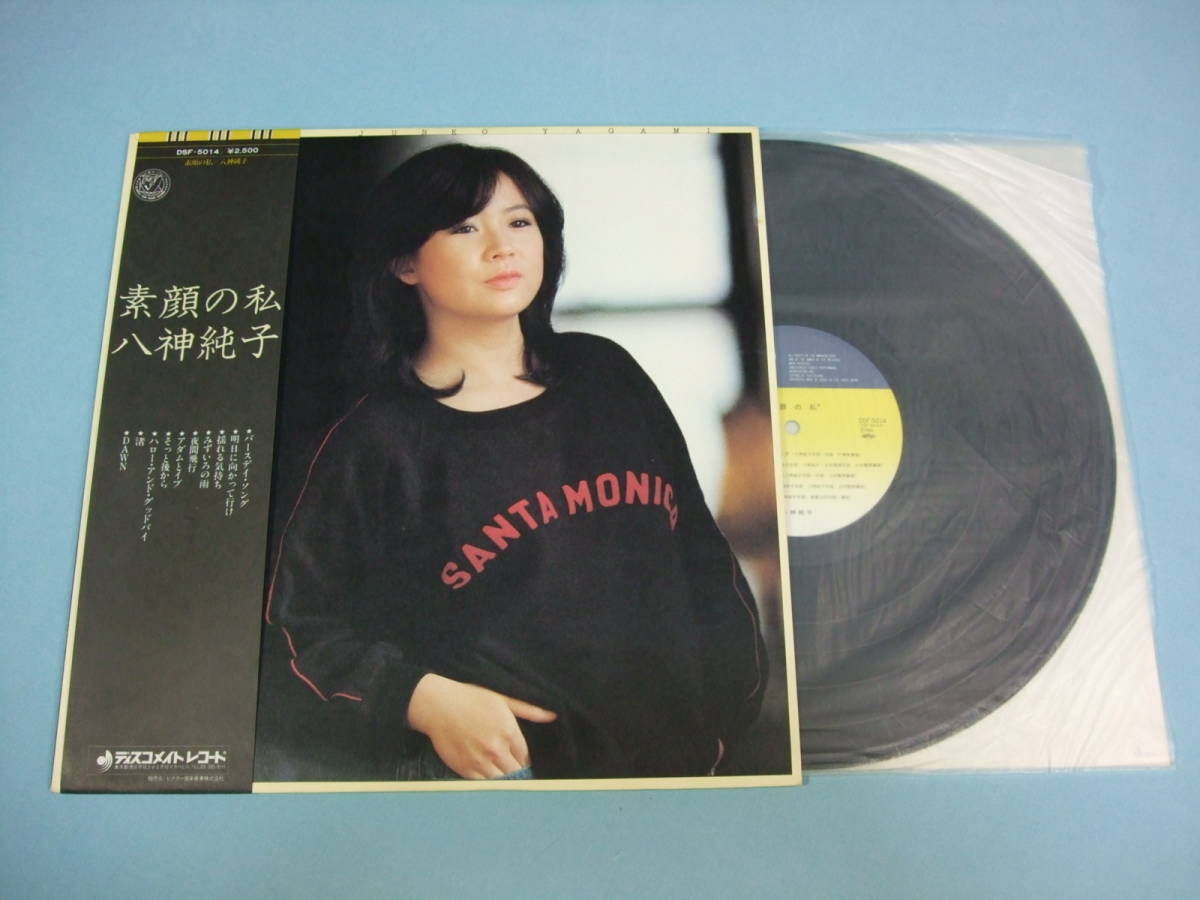 JUNKO YAGAMI
DSF-5014 ¥2,500
素顔の私 八神純子
素顔の私
八神純子
★バースデイ・ソング
★明日に向かって行け
★揺れる気持ち
★みずいろの雨
★夜間飛行
★アダムとイブ
★そっと後から
★ハロー・アンド・グッドバイ
★渚
★DAWN
SANTA MONICA
ディスコメイトレコード
の私"
DSF-5014